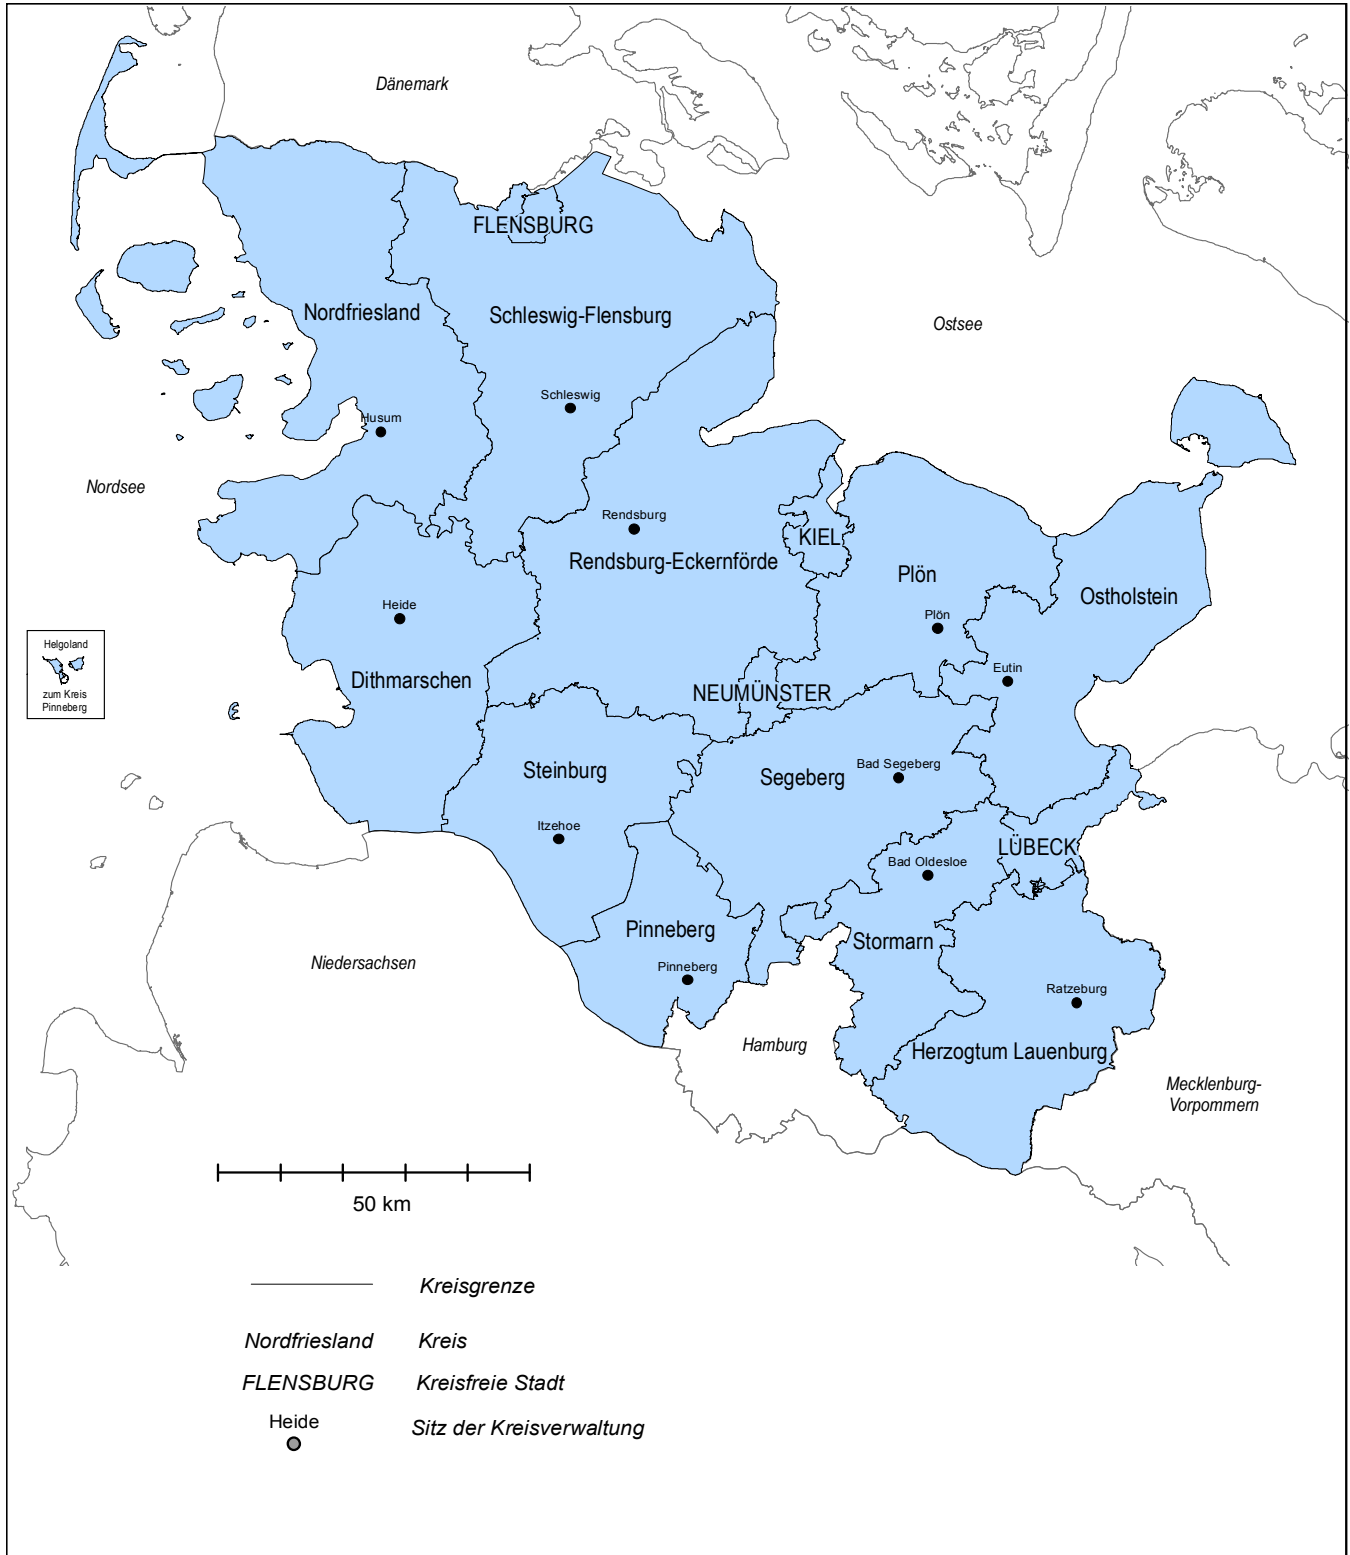 Dänemark
FLENSBURG
Nordfriesland
Schleswig-Flensburg
Ostsee
Schleswig
Husum
Nordsee
Rendsburg
KIEL
Rendsburg-Eckernförde
Plön
Ostholstein
Heide
Plön
Helgoland
zum Kreis
Pinneberg
Eutin
Dithmarschen
NEUMÜNSTER
Steinburg
Segeberg
Bad Segeberg
Itzehoe
LÜBECK
Bad Oldesloe
Pinneberg
Stormarn
Niedersachsen
Pinneberg
Ratzeburg
Hamburg
Herzogtum Lauenburg
Mecklenburg-
Vorpommern
50 km
Kreisgrenze
Nordfriesland Kreis
FLENSBURG Kreisfreie Stadt
Heide Sitz der Kreisverwaltung